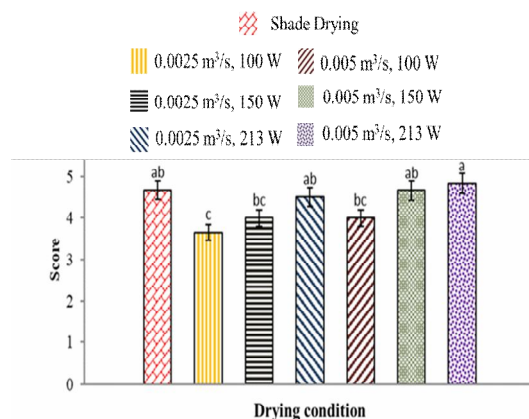 Shade Drying
0.0025 m³/s, 100 W
0.005 m³/s, 100 W
0.0025 m³/s, 150 W
0.005 m³/s, 150 W
0.0025 m³/s, 213 W
0.005 m³/s, 213 W
Score
5
4
3
2
1
0
ab
c
bc
ab
bc
ab
a
Drying condition